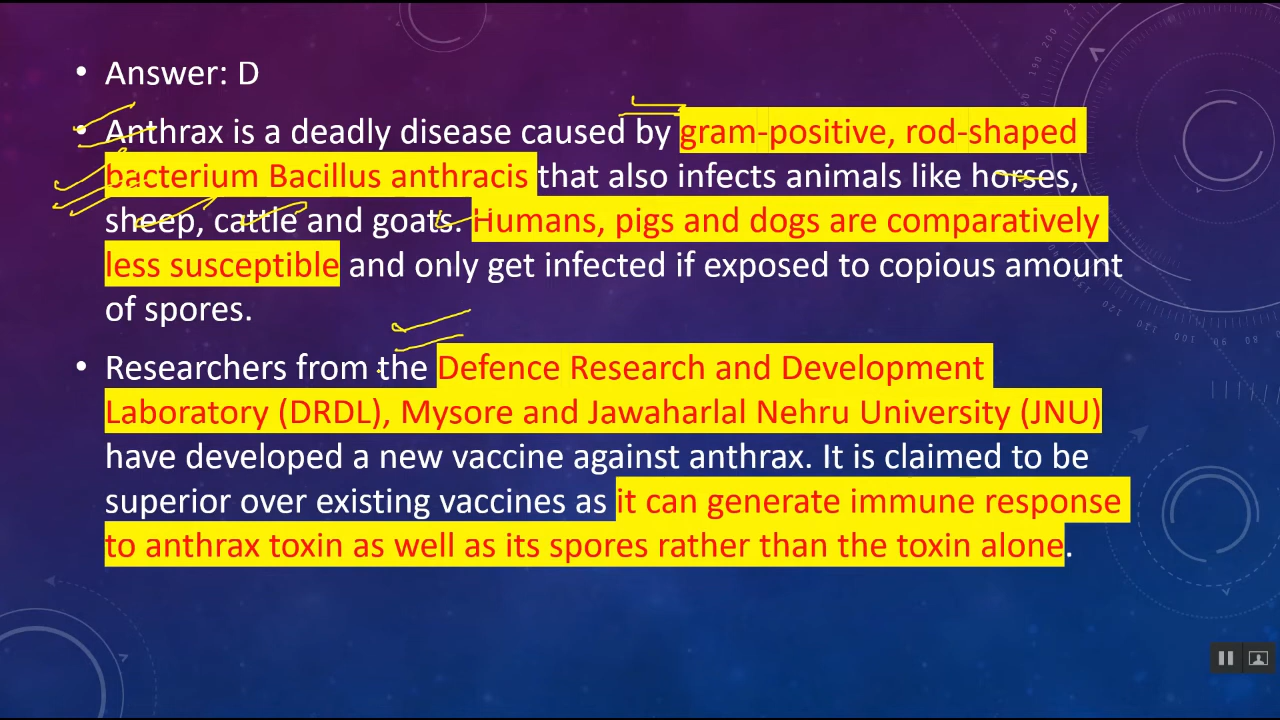 • Answer: D
• Anthrax is a deadly disease caused by gram-positive, rod-shaped
bacterium Bacillus anthracis that also infects animals like horses,
sheep, cattle and goats. Humans, pigs and dogs are comparatively
less susceptible and only get infected if exposed to copious amount
of spores.
• Researchers from the Defence Research and Development
Laboratory (DRDL), Mysore and Jawaharlal Nehru University (JNU)
have developed a new vaccine against anthrax. It is claimed to be
superior over existing vaccines as it can generate immune response
to anthrax toxin as well as its spores rather than the toxin alone.